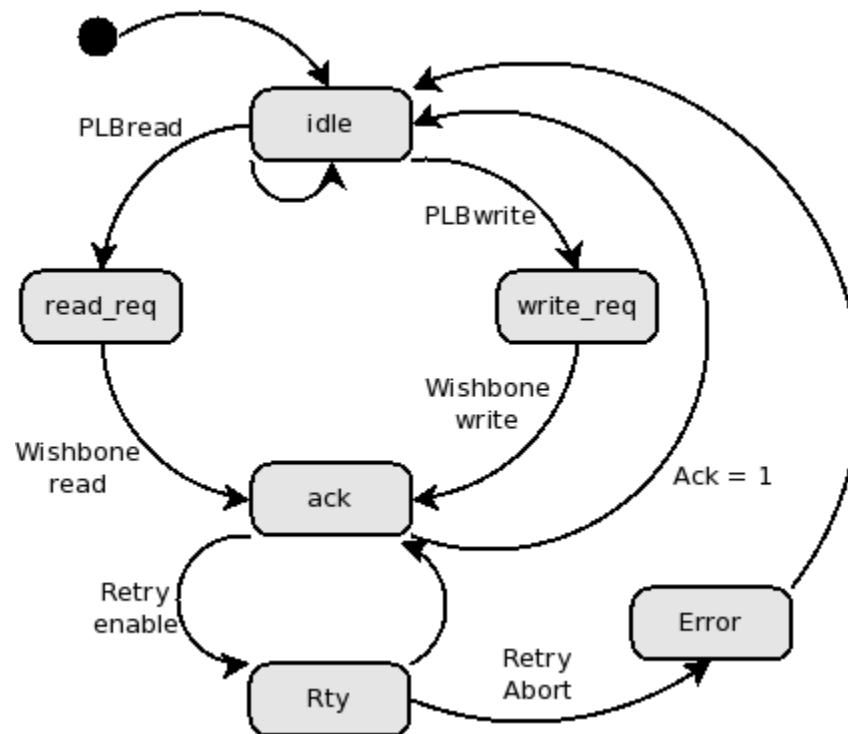 idle
PLBread
PLBwrite
read_req
write_req
Wishbone
write
Wishbone
read
Ack = 1
ack
Retry
enable
Error
Retry
Abort
Rty